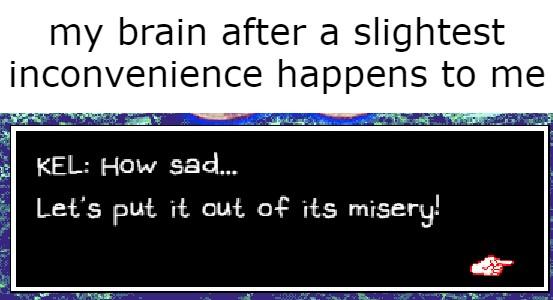 my brain after a slightest
inconvenience happens to me
KEL: How sad...
Let's put it out of its misery!